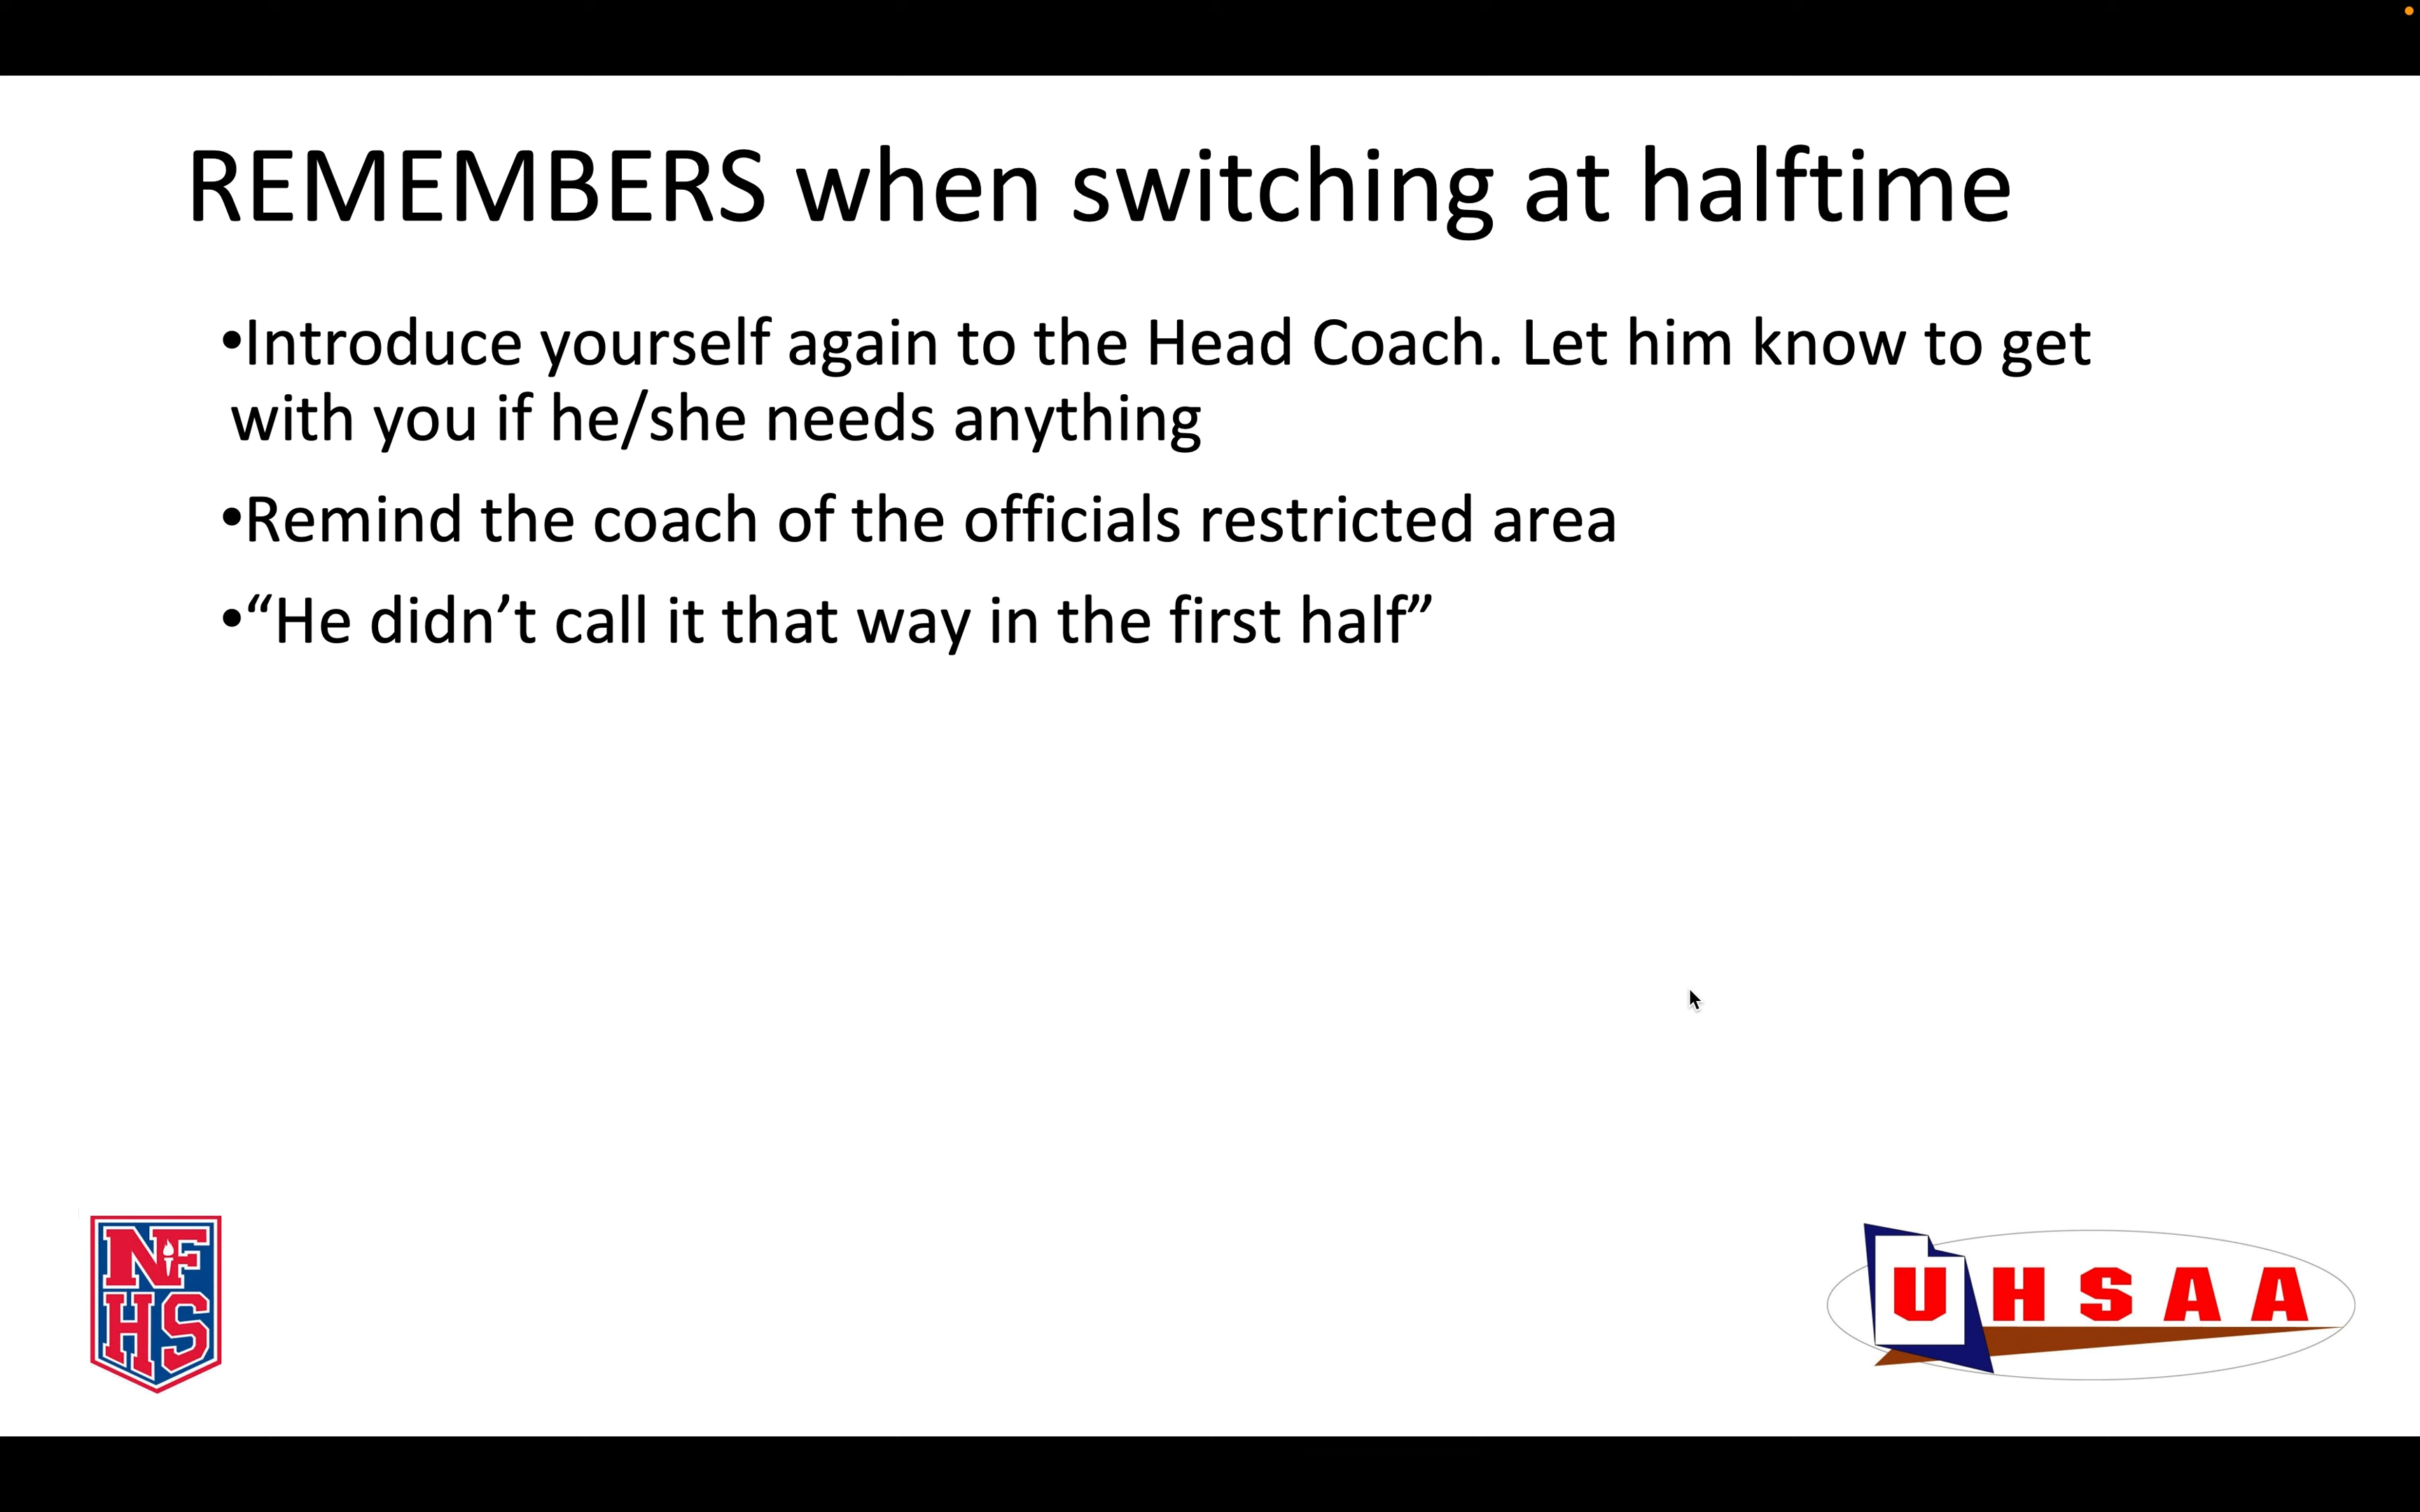 REMEMBERS when switching at halftime
•Introduce yourself again to the Head Coach. Let him know to get
with you if he/she needs anything
•Remind the coach of the officials restricted area
•“He didn’t call it that way in the first half”
NF
HS
UHSAA